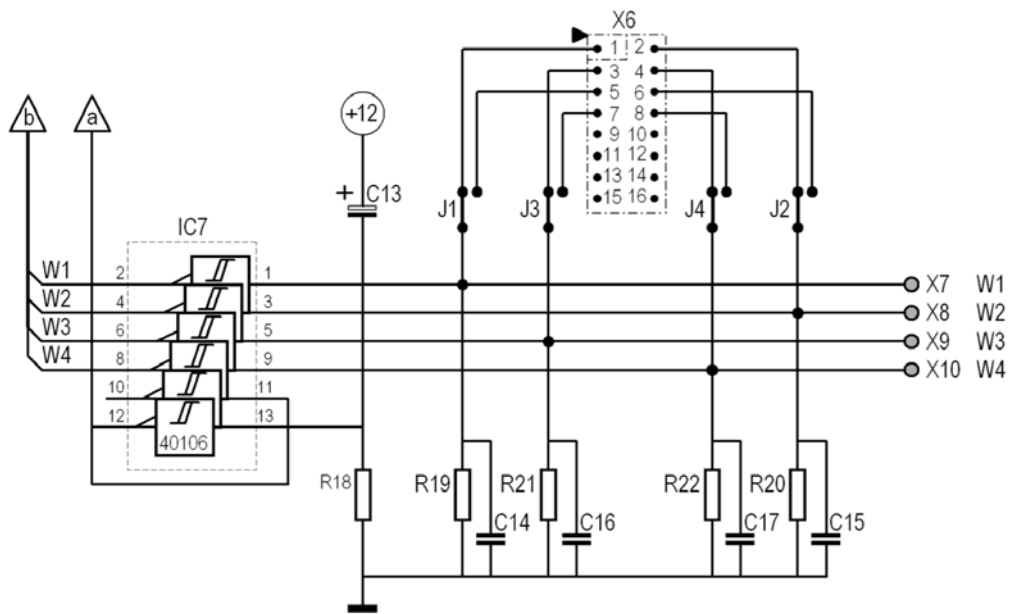 X6
1 2
3 4
5 6
7 8
9 10
11 12
13 14
15 16
b a
+12
+ C13
J1 J3 J4 J2
IC7
W1 2 1 X7 W1
W2 4 3 X8 W2
W3 6 5 X9 W3
W4 8 9 X10 W4
10 11
12 13
40106
R18 R19 R21 R22 R20
C14 C16 C17 C15